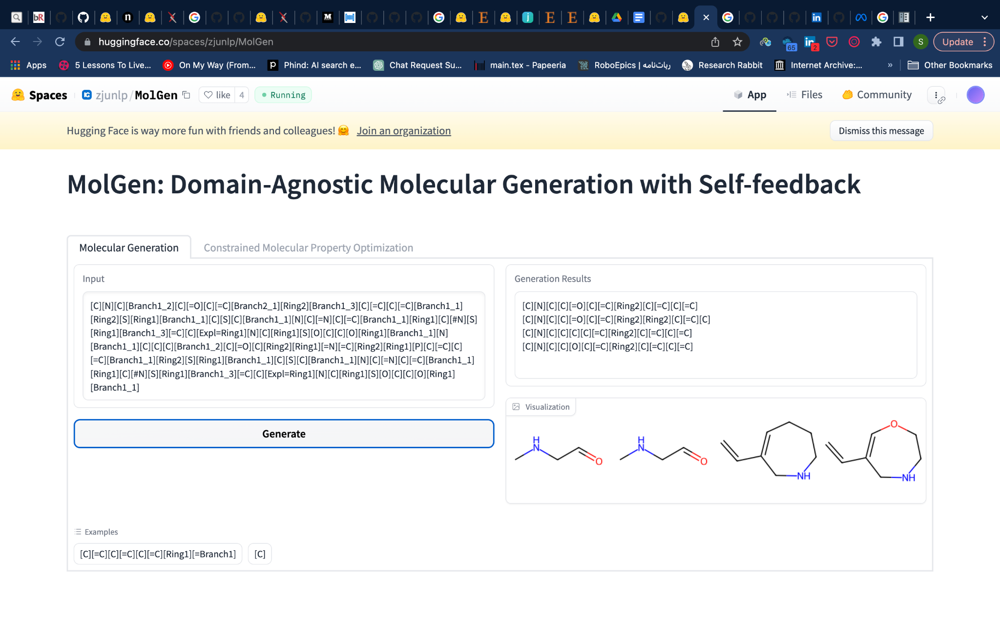 huggingface.co/spaces/zjunlp/MolGen
65
2
S
Update
Apps
5 Lessons To Live...
On My Way (From...
Phind: AI search e...
Chat Request Su...
main.tex - Papeeria
RoboEpics | ربات‌نامه
Research Rabbit
Internet Archive:...
»
Other Bookmarks
Spaces
zjunlp/MolGen
like 4
Running
App
Files
Community
Hugging Face is way more fun with friends and colleagues! 🤗 Join an organization
Dismiss this message
MolGen: Domain-Agnostic Molecular Generation with Self-feedback
Molecular Generation
Constrained Molecular Property Optimization
Input
[C][N][C][Branch1_2][C][=O][C][=C][Branch2_1][Ring2][Branch1_3][C][=C][C][=C][Branch1_1]
[Ring2][S][Ring1][Branch1_1][C][S][C][Branch1_1][N][C][=N][C][=C][Branch1_1][Ring1][C][#N][S]
[Ring1][Branch1_3][=C][C][Expl=Ring1][N][C][Ring1][S][O][C][C][O][Ring1][Branch1_1][N]
[Branch1_1][C][C][C][Branch1_2][C][=O][C][Ring2][Ring1][=N][=C][Ring2][Ring1][P][C][=C][C]
[=C][Branch1_1][Ring2][S][Ring1][Branch1_1][C][S][C][Branch1_1][N][C][=N][C][=C][Branch1_1]
[Ring1][C][#N][S][Ring1][Branch1_3][=C][C][Expl=Ring1][N][C][Ring1][S][O][C][C][O][Ring1]
[Branch1_1]
Generate
Generation Results
[C][N][C][C][=O][C][=C][Ring2][C][=C][C][=C]
[C][N][C][C][=O][C][=C][Ring2][Ring2][C][=C][C]
[C][N][C][C][C][C][=C][Ring2][C][=C][C][=C]
[C][N][C][C][O][C][=C][Ring2][C][=C][C][=C]
Visualization
H
N
O
H
N
O
NH
O
NH
Examples
[C][=C][C][=C][C][=C][Ring1][=Branch1]
[C]